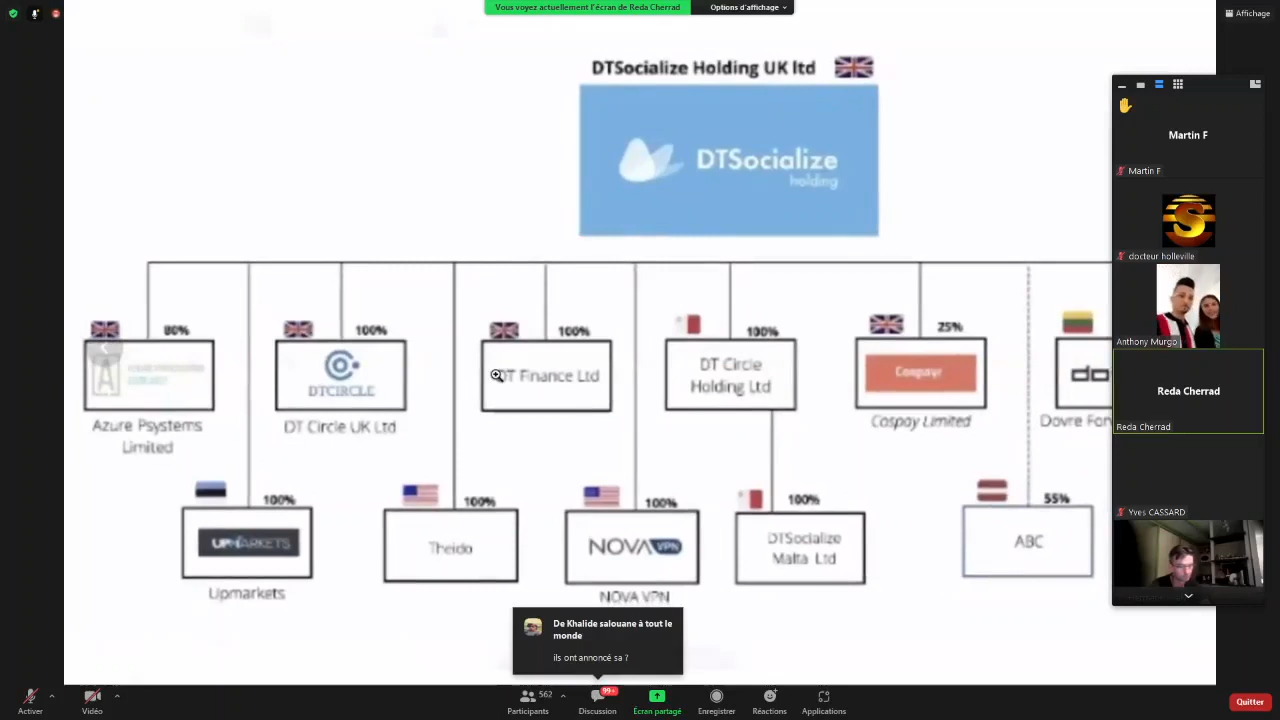 Vous voyez actuellement l'écran de Reda Cherrad
Options d'affichage
Affichage
DTSocialize Holding UK ltd
DTSocialize
holding
Martin F
Martin F
docteur holleville
Anthony Murgo
Reda Cherrad
Reda Cherrad
Yves CASSARD
80%
100%
100%
100%
25%
DTCIRCLE
DT Finance Ltd
DT Circle
Holding Ltd
Cospayr
Azure Psystems
Limited
DT Circle UK Ltd
Cospay Limited
Dovre For
100%
100%
100%
100%
55%
UPMARKETS
Theido
NOVA VPN
DTSocialize
Malta Ltd
ABC
Upmarkets
NOVA VPN
De Khalide salouane à tout le
monde
ils ont annoncé sa ?
562
99+
Activer
Vidéo
Participants
Discussion
Écran partagé
Enregistrer
Réactions
Applications
Quitter